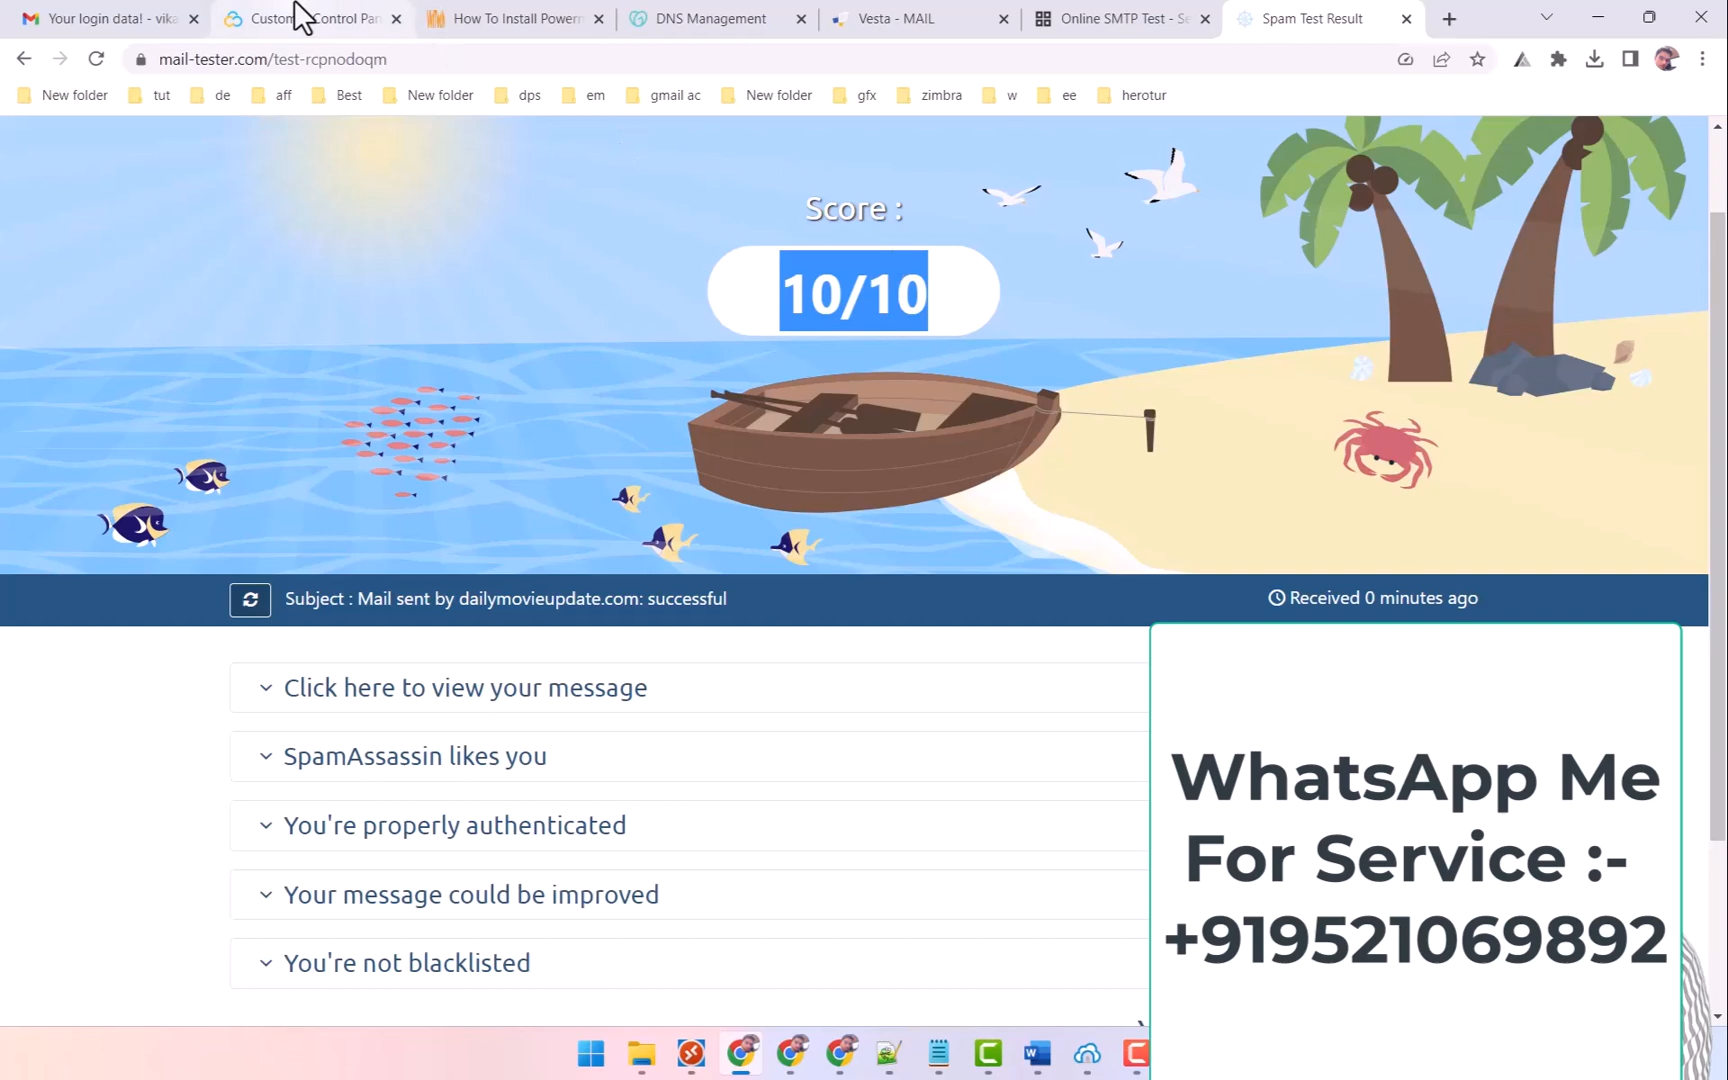 Your login data! - vika
Custom Control Pan
How To Install Powerm
DNS Management
Vesta - MAIL
Online SMTP Test - Se
Spam Test Result
mail-tester.com/test-rcpnodoqm
New folder
tut
de
aff
Best
New folder
dps
em
gmail ac
New folder
gfx
zimbra
w
ee
herotur
Score :
10/10
Subject : Mail sent by dailymovieupdate.com: successful
Received 0 minutes ago
Click here to view your message
SpamAssassin likes you
You're properly authenticated
Your message could be improved
You're not blacklisted
WhatsApp Me
For Service :-
+919521069892